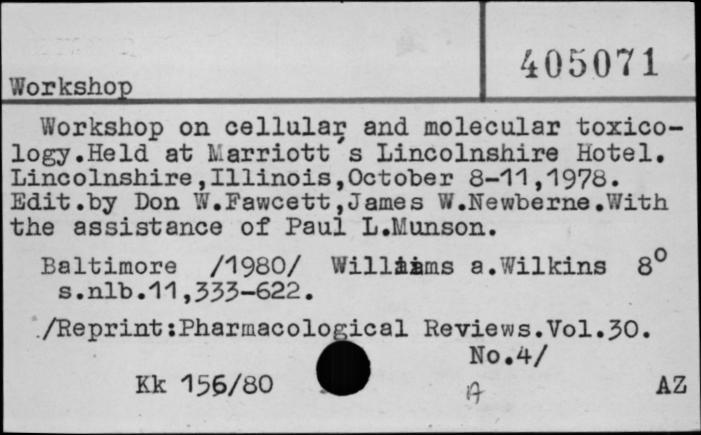 405071
Workshop
Workshop on cellular and molecular toxico-
logy.Held at Marriott´s Lincolnshire Hotel.
Lincolnshire,Illinois,October 8-11,1978.
Edit.by Don W.Fawcett,James W.Newberne.With
the assistance of Paul L.Munson.
Baltimore /1980/ Williams a.Wilkins 8°
s.nlb.11,333-622.
/Reprint:Pharmacological Reviews.Vol.30.
No.4/
Kk 156/80 A AZ